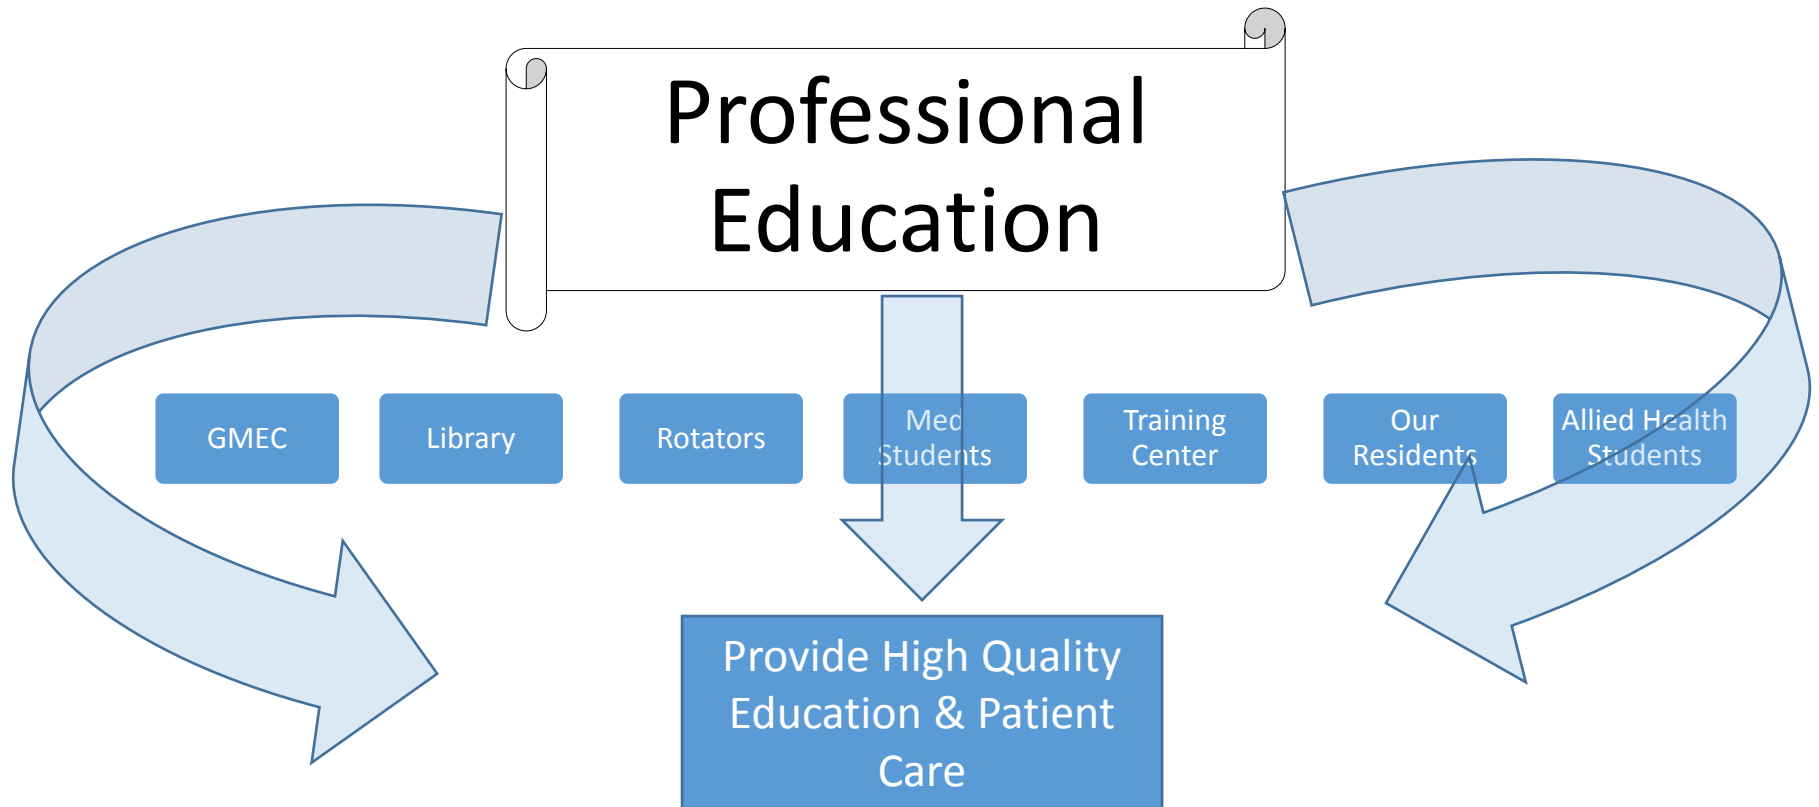 Professional
Education
GMEC
Library
Rotators
Med
Students
Training
Center
Our
Residents
Allied Health
Students
Provide High Quality
Education & Patient
Care